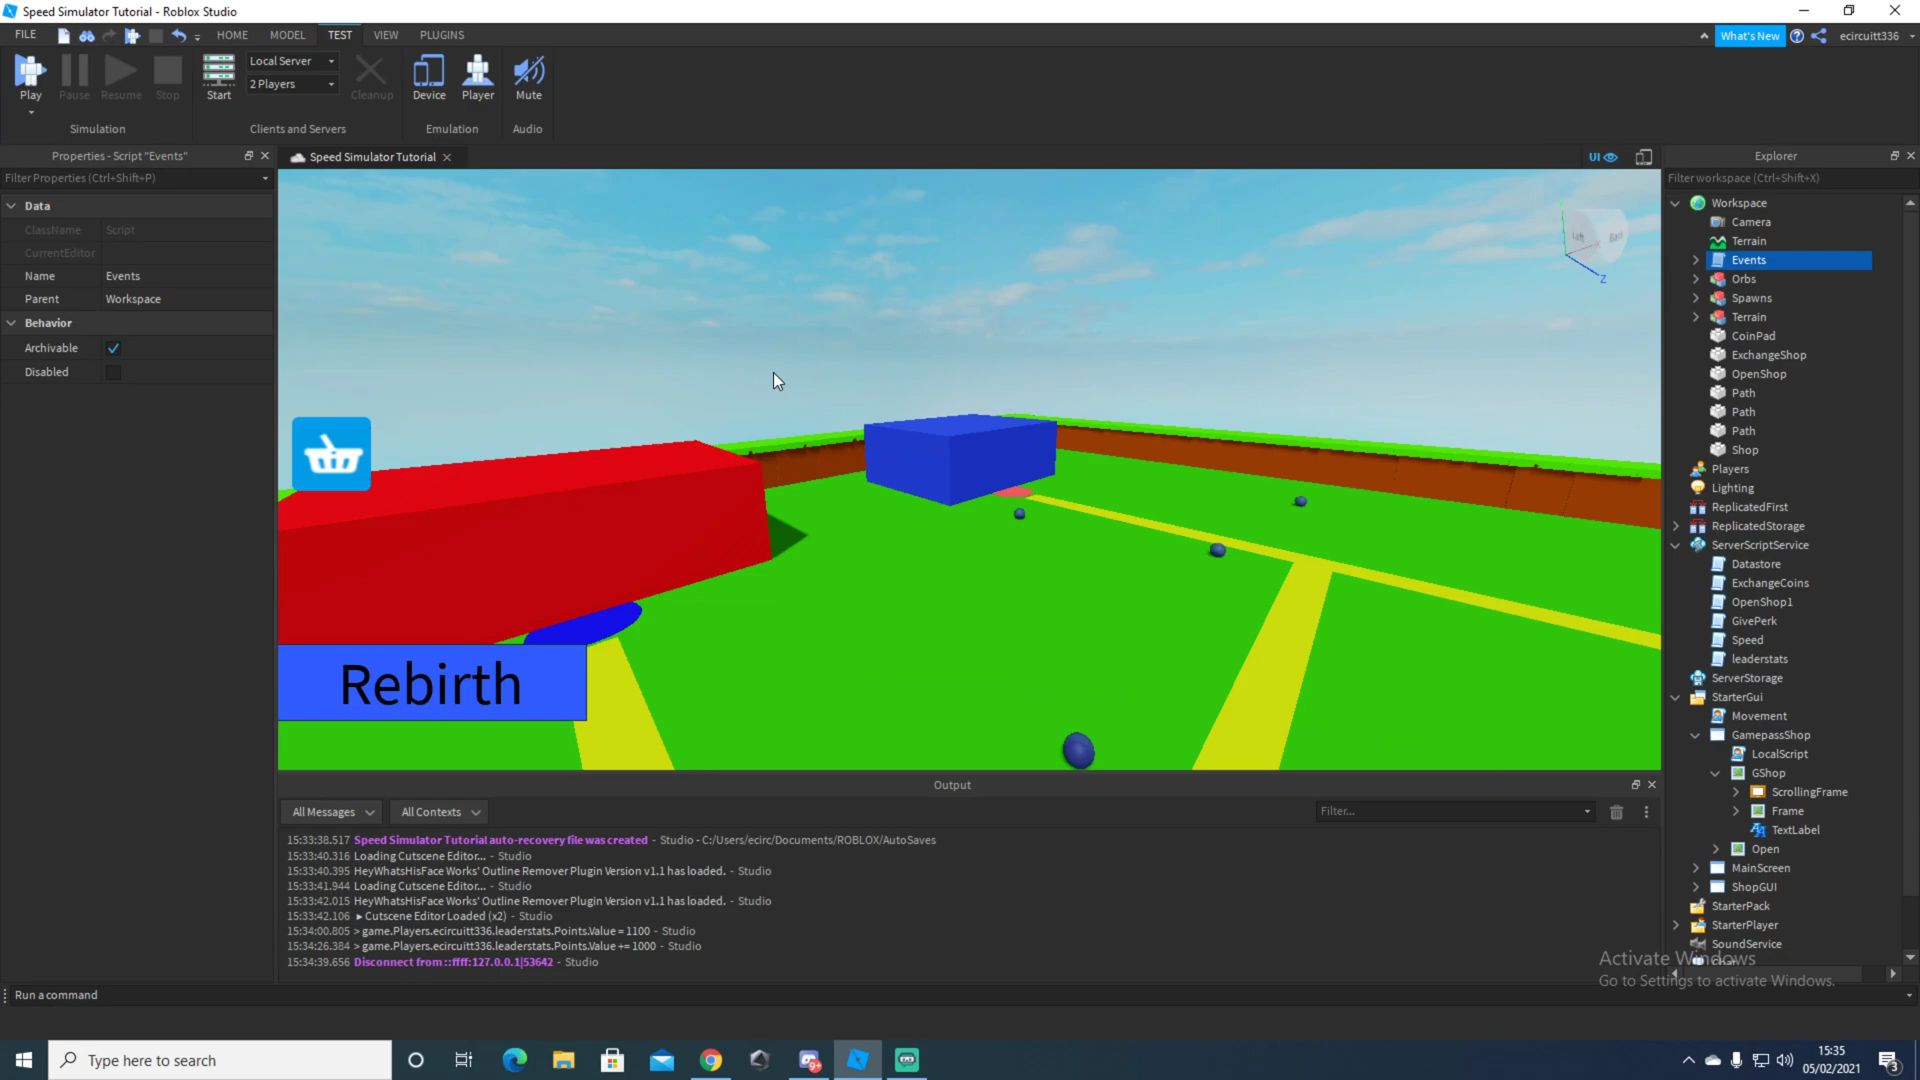 Speed Simulator Tutorial - Roblox Studio
FILE HOME MODEL TEST VIEW PLUGINS What's New ecircuitt336
Local Server
2 Players
Play Pause Resume Stop Start Cleanup Device Player Mute
Simulation Clients and Servers Emulation Audio
Properties - Script "Events"
Filter Properties (Ctrl+Shift+P)
Data
ClassName Script
CurrentEditor
Name Events
Parent Workspace
Behavior
Archivable
Disabled
Speed Simulator Tutorial
UI
Left Back
Z
Rebirth
Output
All Messages All Contexts Filter...
15:33:38.517 Speed Simulator Tutorial auto-recovery file was created - Studio - C:/Users/ecirc/Documents/ROBLOX/AutoSaves
15:33:40.316 Loading Cutscene Editor... - Studio
15:33:40.395 HeyWhatsHisFace Works' Outline Remover Plugin Version v1.1 has loaded. - Studio
15:33:41.944 Loading Cutscene Editor... - Studio
15:33:42.015 HeyWhatsHisFace Works' Outline Remover Plugin Version v1.1 has loaded. - Studio
15:33:42.106 Cutscene Editor Loaded (x2) - Studio
15:34:00.805 > game.Players.ecircuitt336.leaderstats.Points.Value = 1100 - Studio
15:34:26.384 > game.Players.ecircuitt336.leaderstats.Points.Value += 1000 - Studio
15:34:39.656 Disconnect from ::ffff:127.0.0.1|53642 - Studio
Run a command
Explorer
Filter workspace (Ctrl+Shift+X)
Workspace
Camera
Terrain
Events
Orbs
Spawns
Terrain
CoinPad
ExchangeShop
OpenShop
Path
Path
Path
Shop
Players
Lighting
ReplicatedFirst
ReplicatedStorage
ServerScriptService
Datastore
ExchangeCoins
OpenShop1
GivePerk
Speed
leaderstats
ServerStorage
StarterGui
Movement
GamepassShop
LocalScript
GShop
ScrollingFrame
Frame
TextLabel
Open
MainScreen
ShopGUI
StarterPack
StarterPlayer
SoundService
Activate Windows
Go to Settings to activate Windows.
Type here to search
9+
15:35
05/02/2021
3